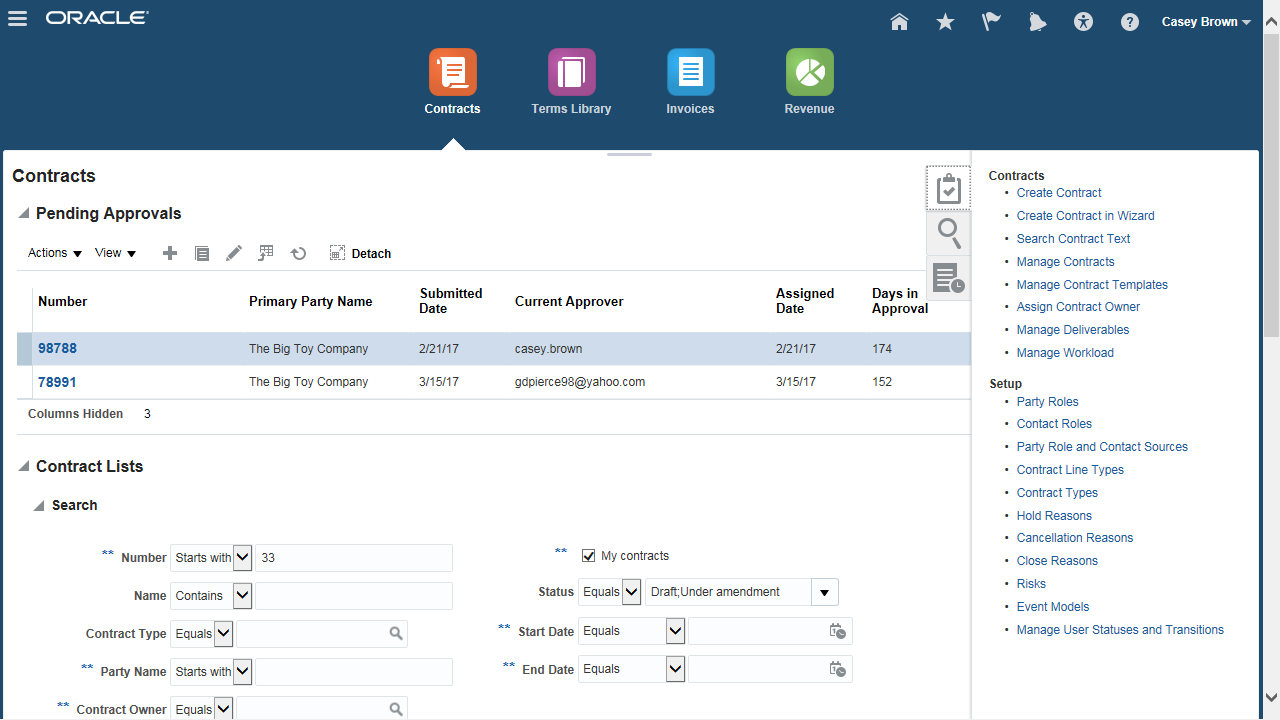 ORACLE
Casey Brown
Contracts
Terms Library
Invoices
Revenue
Contracts
Pending Approvals
Actions View Detach
Number Primary Party Name Submitted Date Current Approver Assigned Date Days in Approval
98788 The Big Toy Company 2/21/17 casey.brown 2/21/17 174
78991 The Big Toy Company 3/15/17 gdpierce98@yahoo.com 3/15/17 152
Columns Hidden 3
Contract Lists
Search
** Number Starts with 33
Name Contains
Contract Type Equals
** Party Name Starts with
** Contract Owner Equals
** My contracts
Status Equals Draft;Under amendment
** Start Date Equals
** End Date Equals
Contracts
• Create Contract
• Create Contract in Wizard
• Search Contract Text
• Manage Contracts
• Manage Contract Templates
• Assign Contract Owner
• Manage Deliverables
• Manage Workload
Setup
• Party Roles
• Contact Roles
• Party Role and Contact Sources
• Contract Line Types
• Contract Types
• Hold Reasons
• Cancellation Reasons
• Close Reasons
• Risks
• Event Models
• Manage User Statuses and Transitions